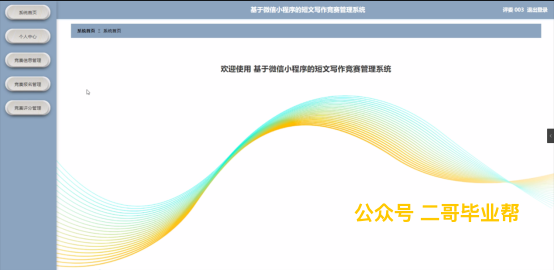 系统首页
基于微信小程序的短文写作竞赛管理系统
评委 003 退出登录
系统首页
系统首页
个人中心
竞赛信息管理
欢迎使用 基于微信小程序的短文写作竞赛管理系统
竞赛报名管理
竞赛评分管理
公众号 二哥毕业帮